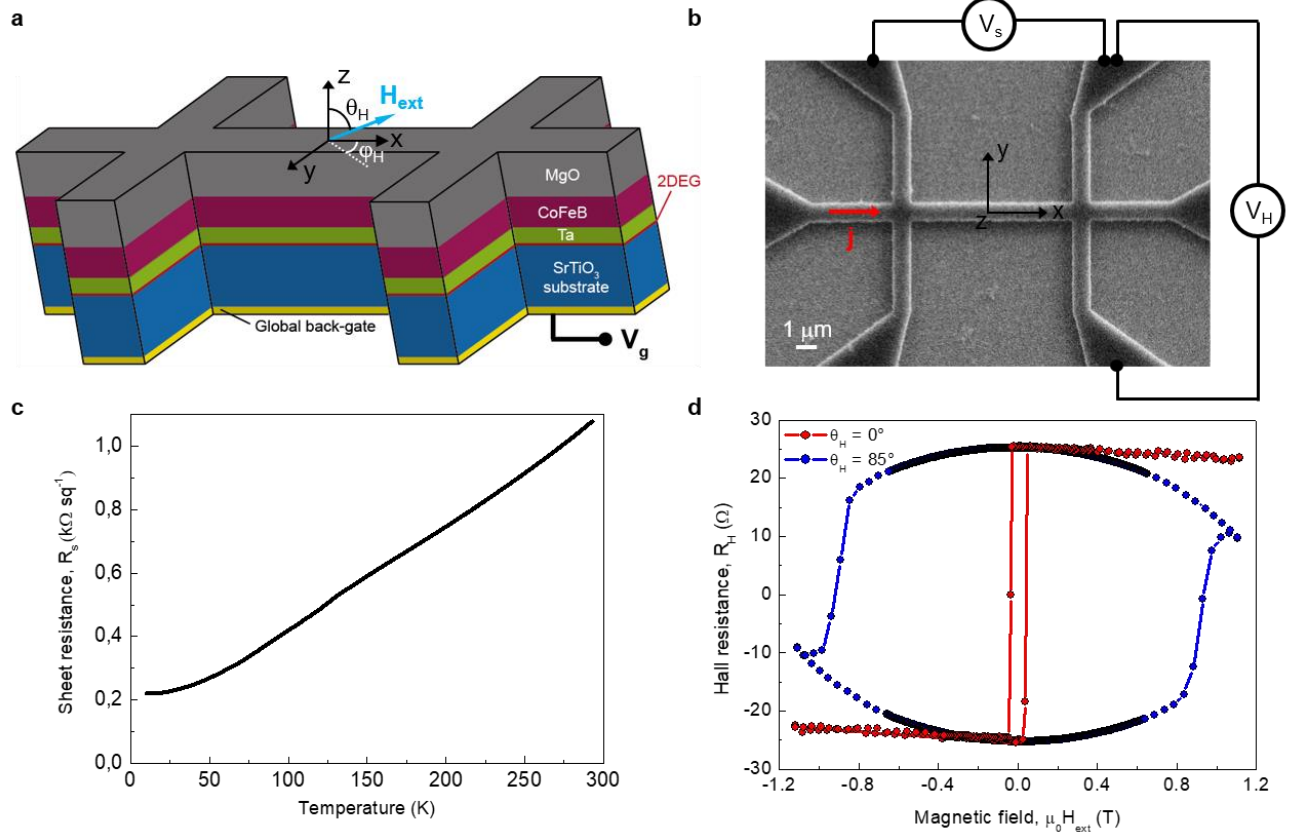 a
z
θH
Hext
x
φH
y
MgO
CoFeB
Ta
2DEG
SrTiO3
substrate
Global back-gate
Vg
b
Vs
VH
y
z
x
j
1 μm
c
Sheet resistance, Rs (kΩ sq-1)
1,0
0,8
0,6
0,4
0,2
0,0
0
50
100
150
200
250
300
Temperature (K)
d
Hall resistance, RH (Ω)
30
25
20
10
0
-10
-20
-25
-30
θH = 0°
θH = 85°
-1.2
-0.8
-0.4
0.0
0.4
0.8
1.2
Magnetic field, μ0Hext (T)